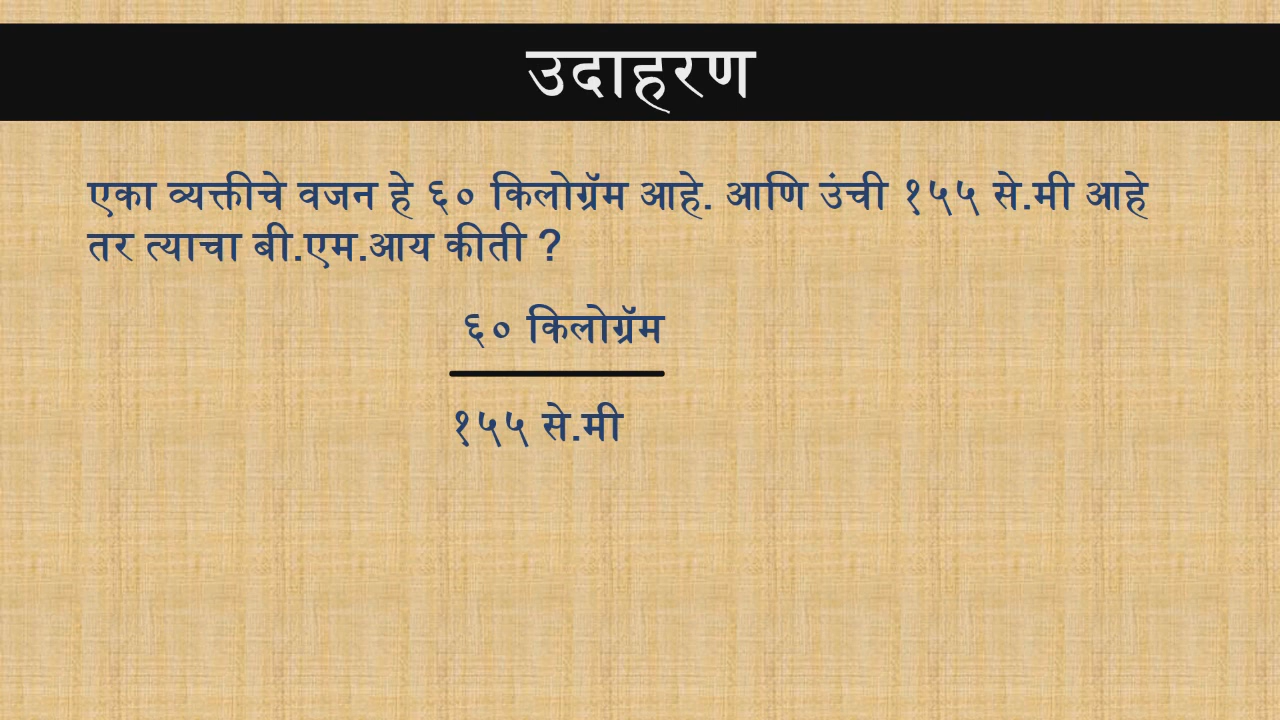 उदाहरण
एका व्यक्तीचे वजन हे ६० किलोग्रॅम आहे. आणि उंची १५५ से.मी आहे
तर त्याचा बी.एम.आय कीती ?
६० किलोग्रॅम
१५५ से.मी